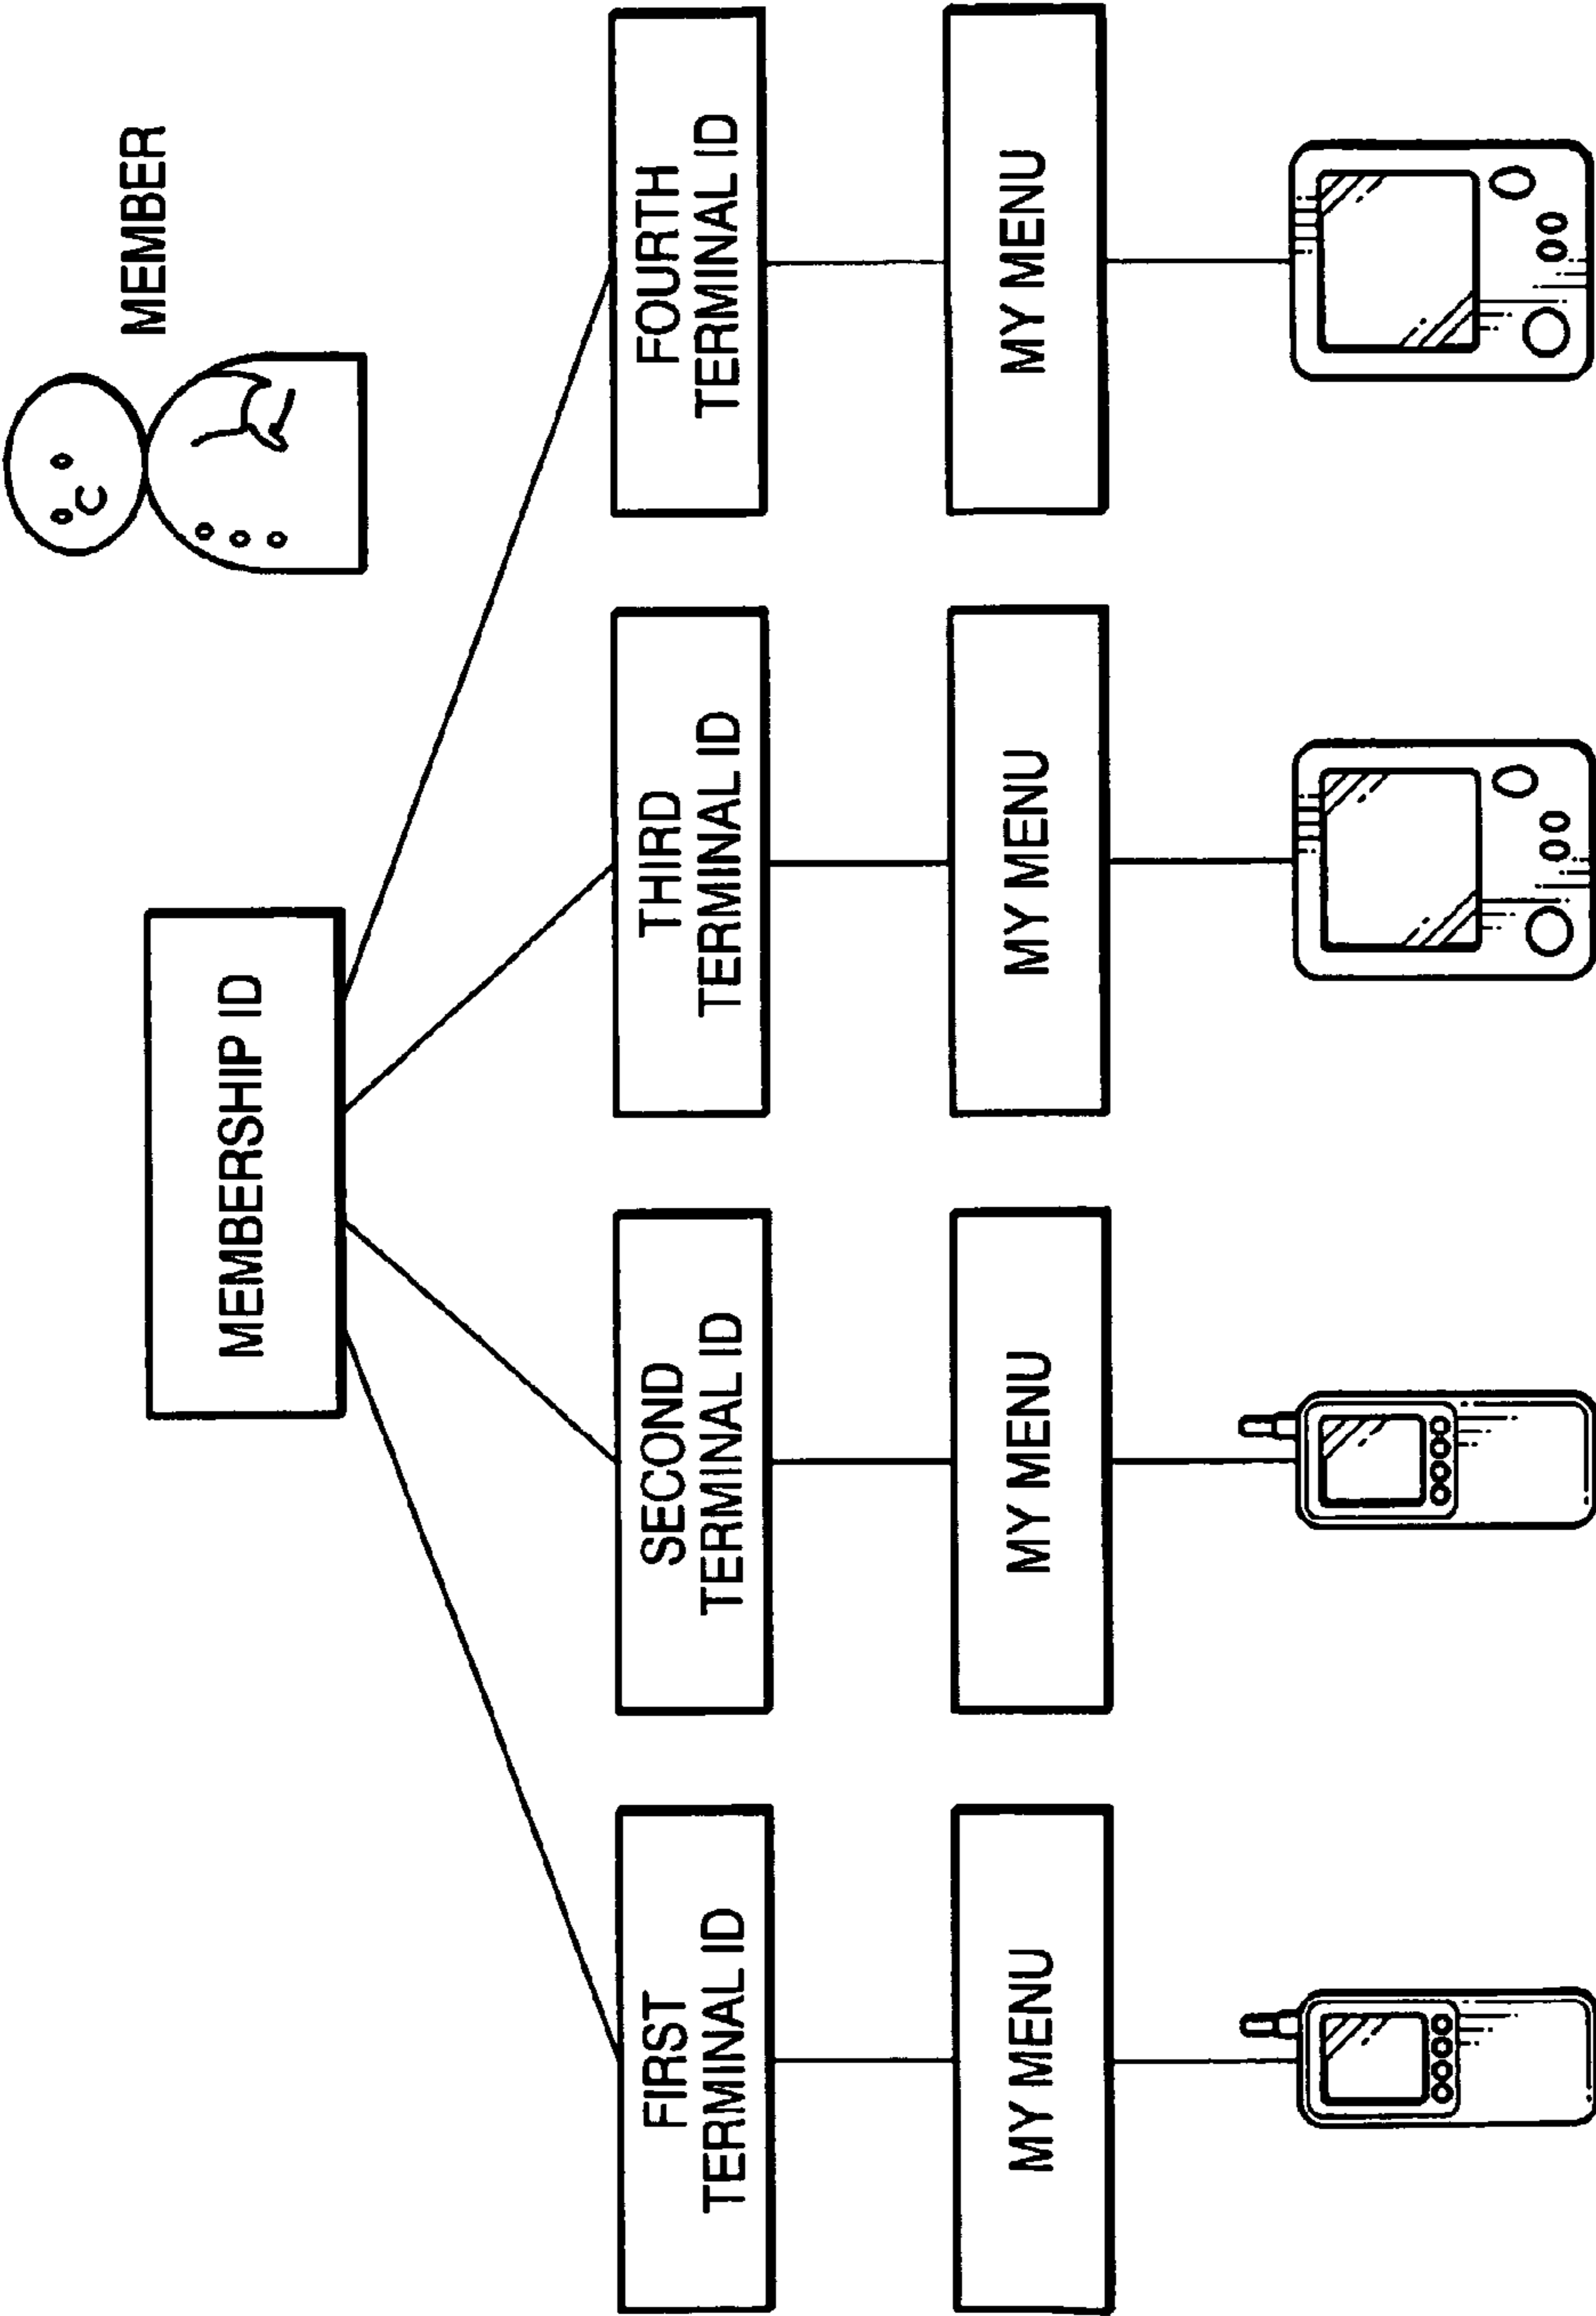 MEMBER
MEMBERSHIP ID
FIRST
TERMINAL ID
SECOND
TERMINAL ID
THIRD
TERMINAL ID
FOURTH
TERMINAL ID
MY MENU
MY MENU
MY MENU
MY MENU